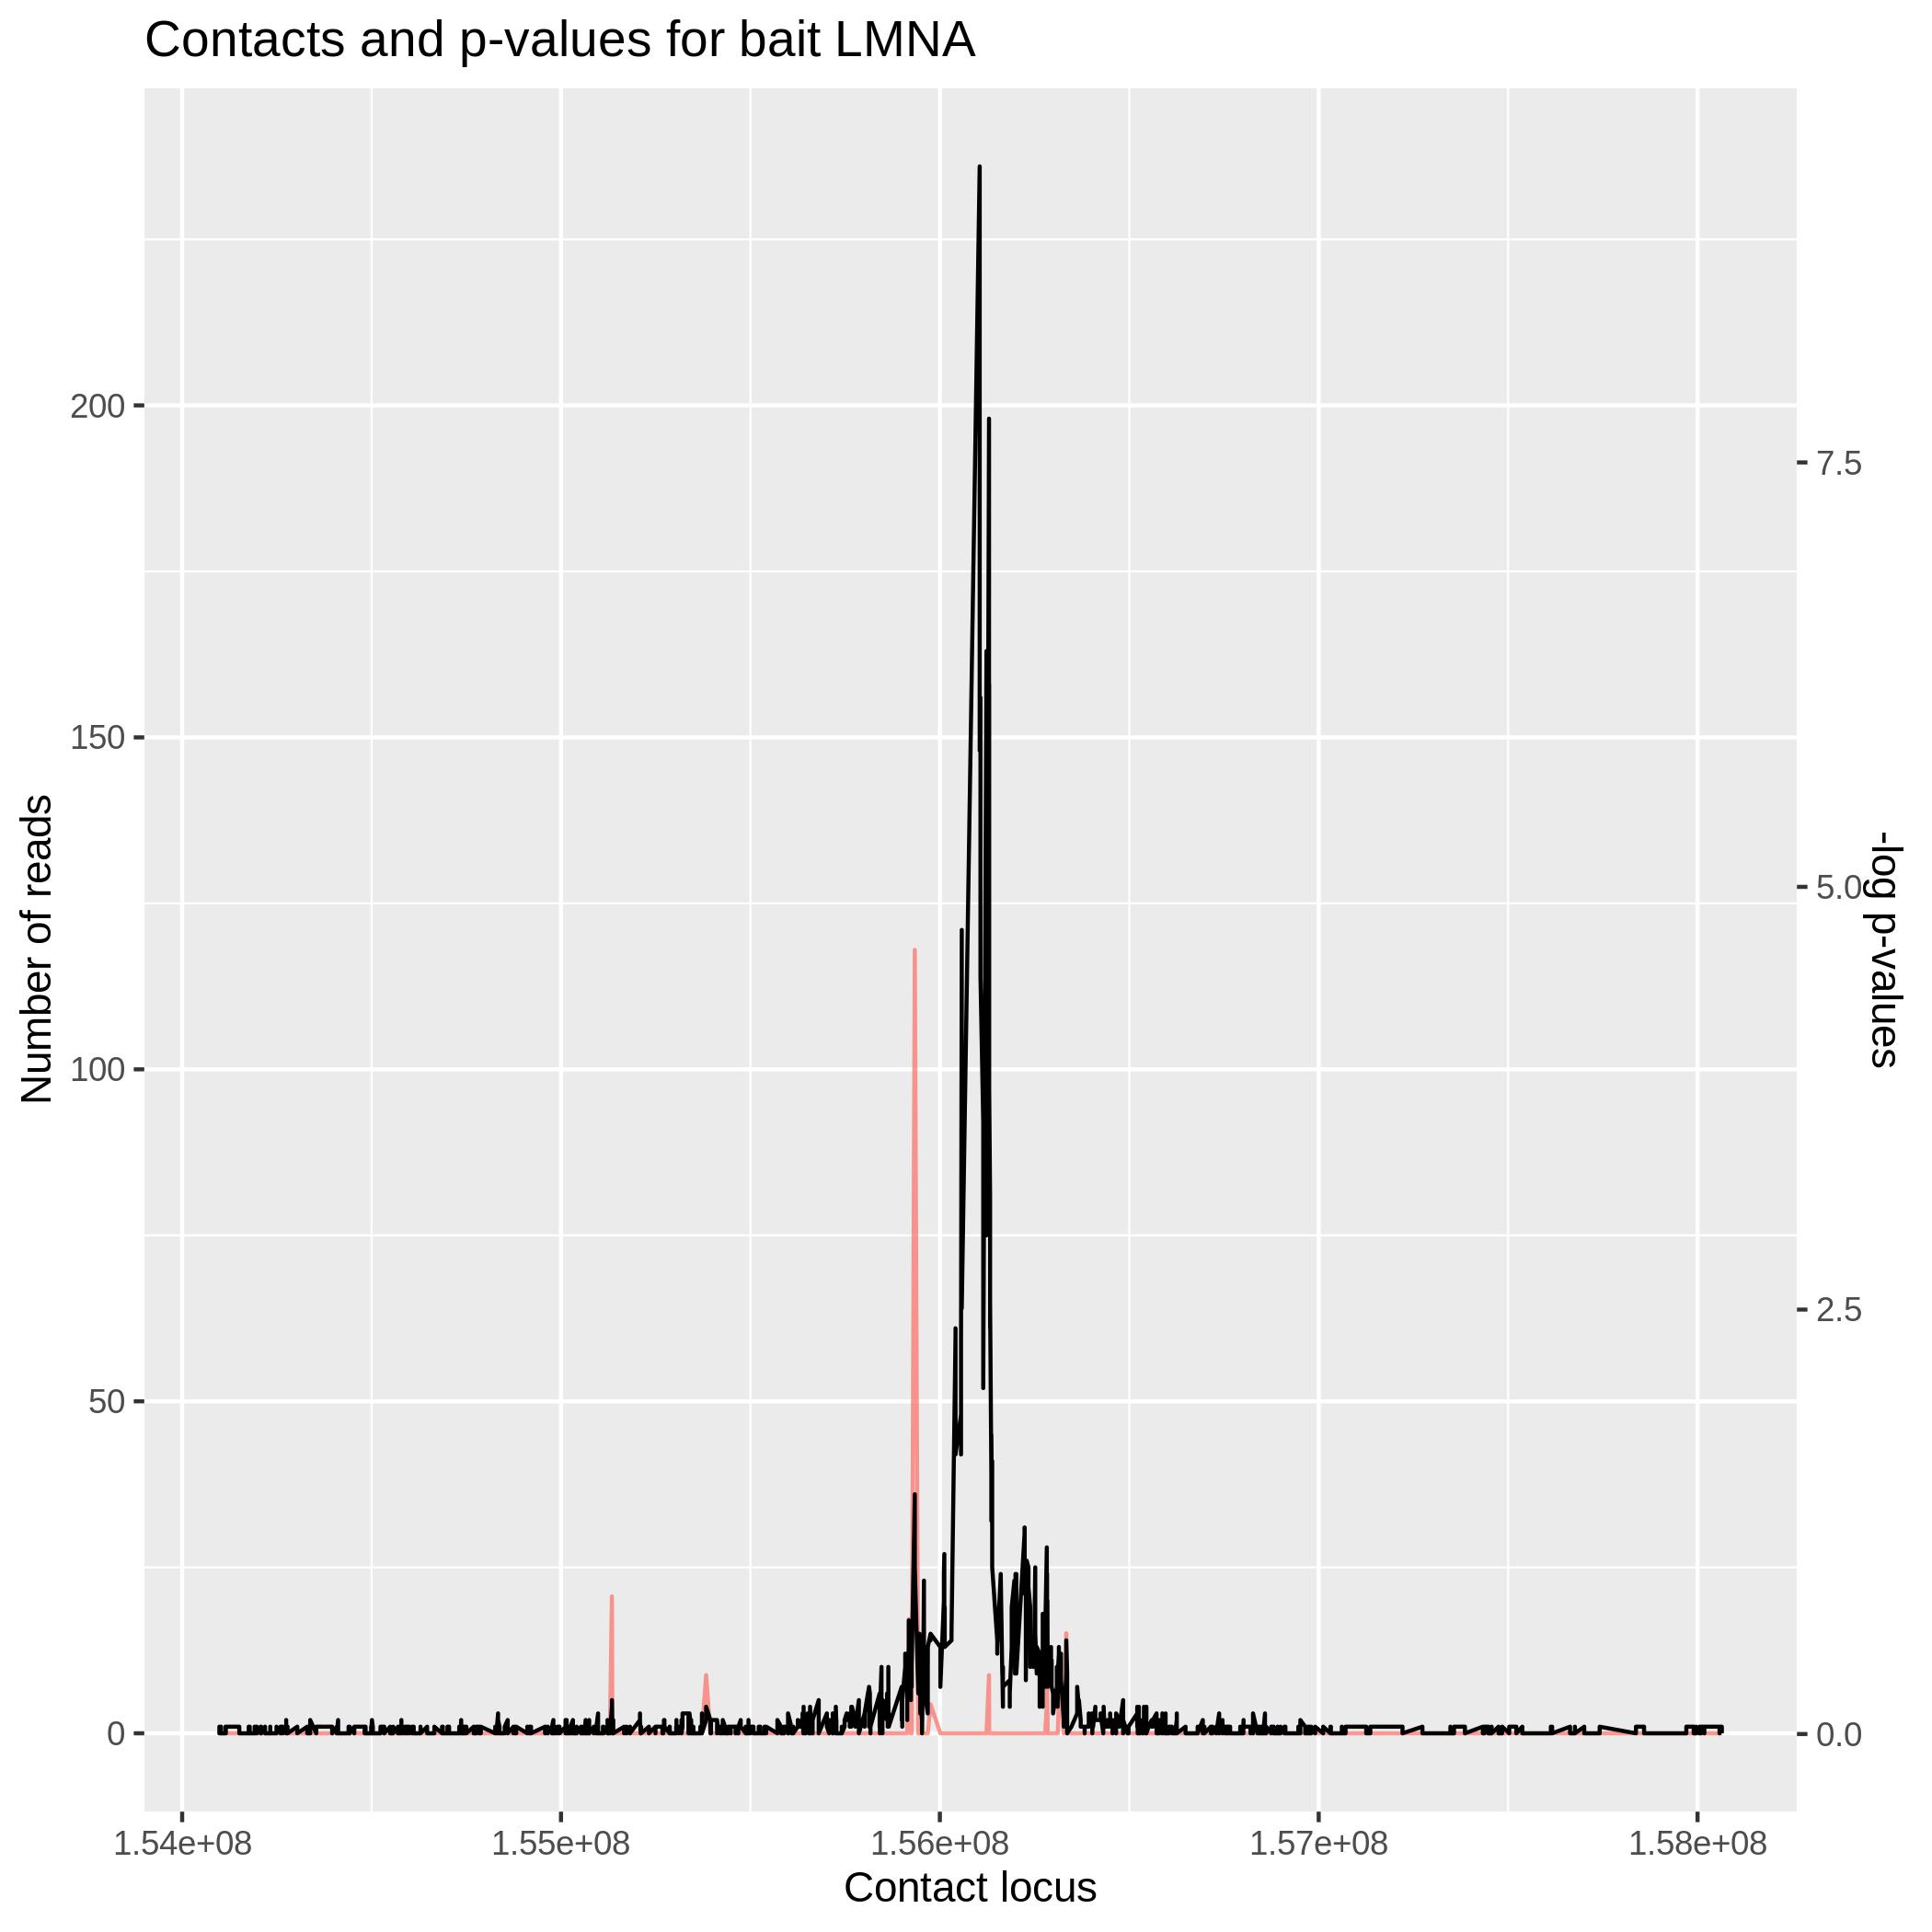 Contacts and p-values for bait LMNA
Number of reads
200
150
100
50
0
7.5
5.0
2.5
0.0
-log p-values
1.54e+08
1.55e+08
1.56e+08
1.57e+08
1.58e+08
Contact locus